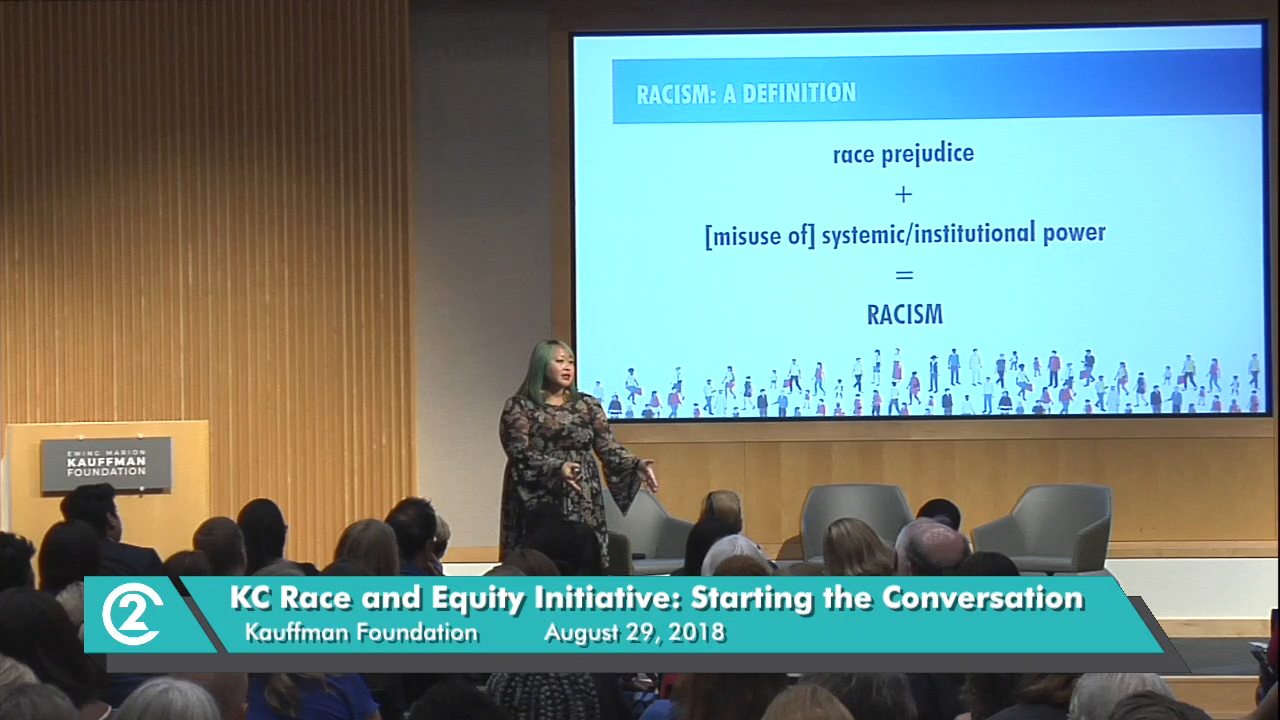 RACISM: A DEFINITION
race prejudice
+
[misuse of] systemic/institutional power
=
RACISM
EWING MARION
KAUFFMAN
FOUNDATION
2
KC Race and Equity Initiative: Starting the Conversation
Kauffman Foundation August 29, 2018